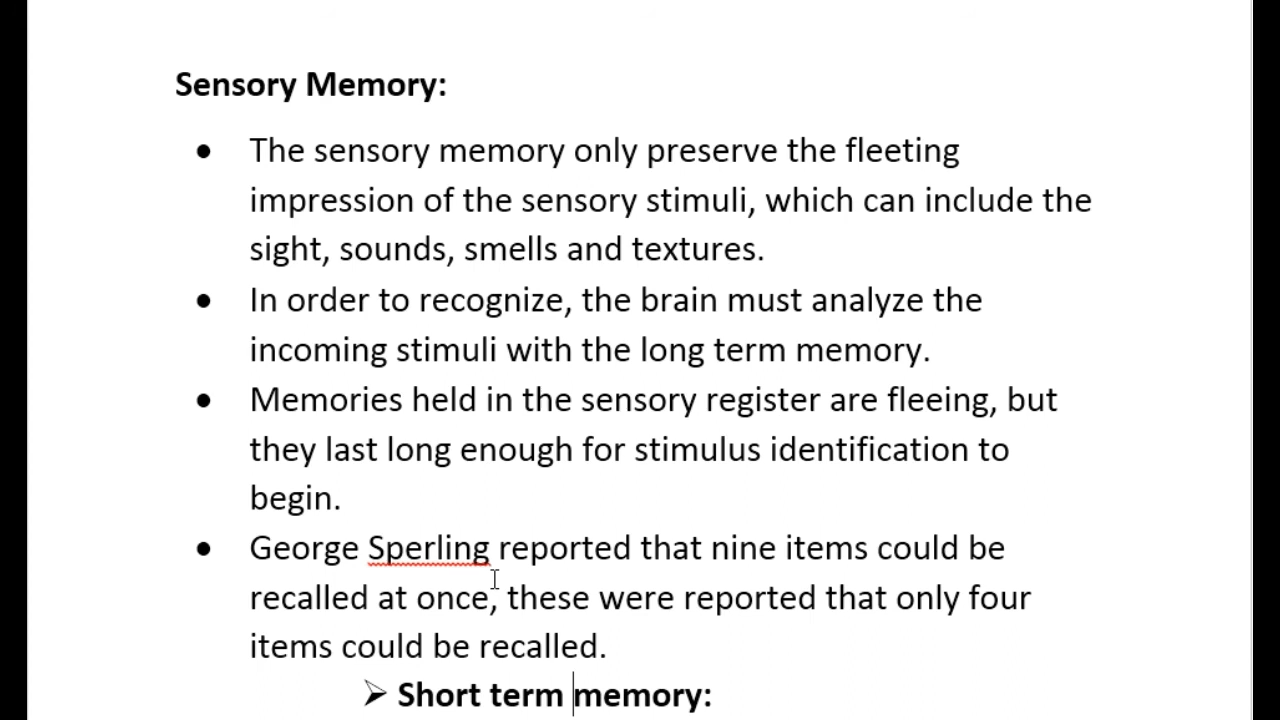 Sensory Memory:
● The sensory memory only preserve the fleeting
impression of the sensory stimuli, which can include the
sight, sounds, smells and textures.
● In order to recognize, the brain must analyze the
incoming stimuli with the long term memory.
● Memories held in the sensory register are fleeing, but
they last long enough for stimulus identification to
begin.
● George Sperling reported that nine items could be
recalled at once, these were reported that only four
items could be recalled.
➢ Short term memory: